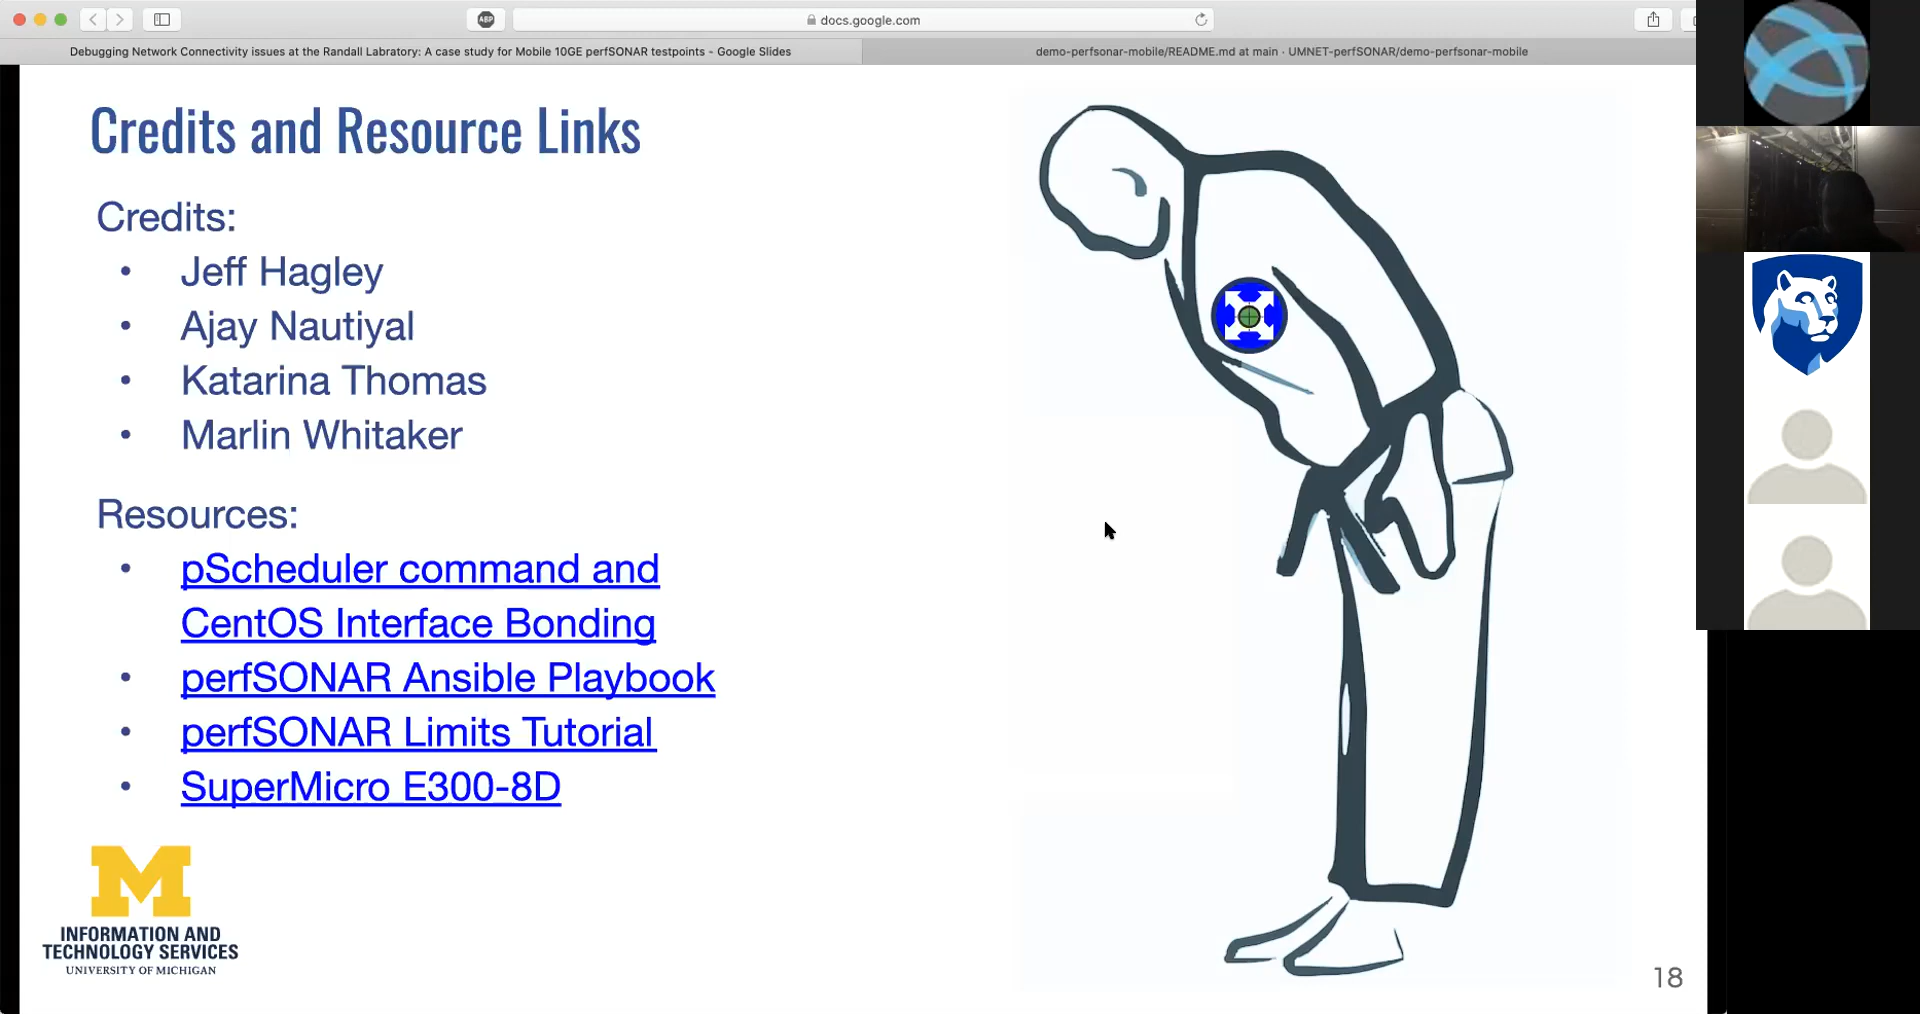 ABP
docs.google.com
Debugging Network Connectivity issues at the Randall Labratory: A case study for Mobile 10GE perfSONAR testpoints - Google Slides
demo-perfsonar-mobile/README.md at main · UMNET-perfSONAR/demo-perfsonar-mobile
Credits and Resource Links
Credits:
• Jeff Hagley
• Ajay Nautiyal
• Katarina Thomas
• Marlin Whitaker
Resources:
• pScheduler command and
CentOS Interface Bonding
• perfSONAR Ansible Playbook
• perfSONAR Limits Tutorial
• SuperMicro E300-8D
M
INFORMATION AND
TECHNOLOGY SERVICES
UNIVERSITY OF MICHIGAN
18